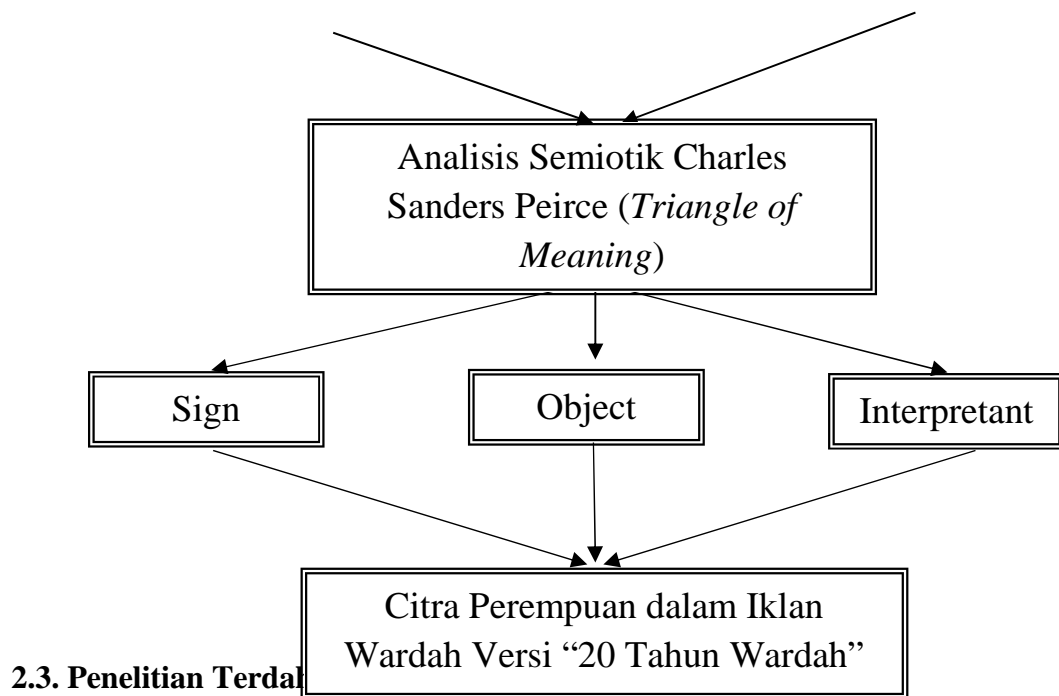 Analisis Semiotik Charles
Sanders Peirce (Triangle of
Meaning)
Sign
Object
Interpretant
Citra Perempuan dalam Iklan
Wardah Versi “20 Tahun Wardah”
2.3. Penelitian